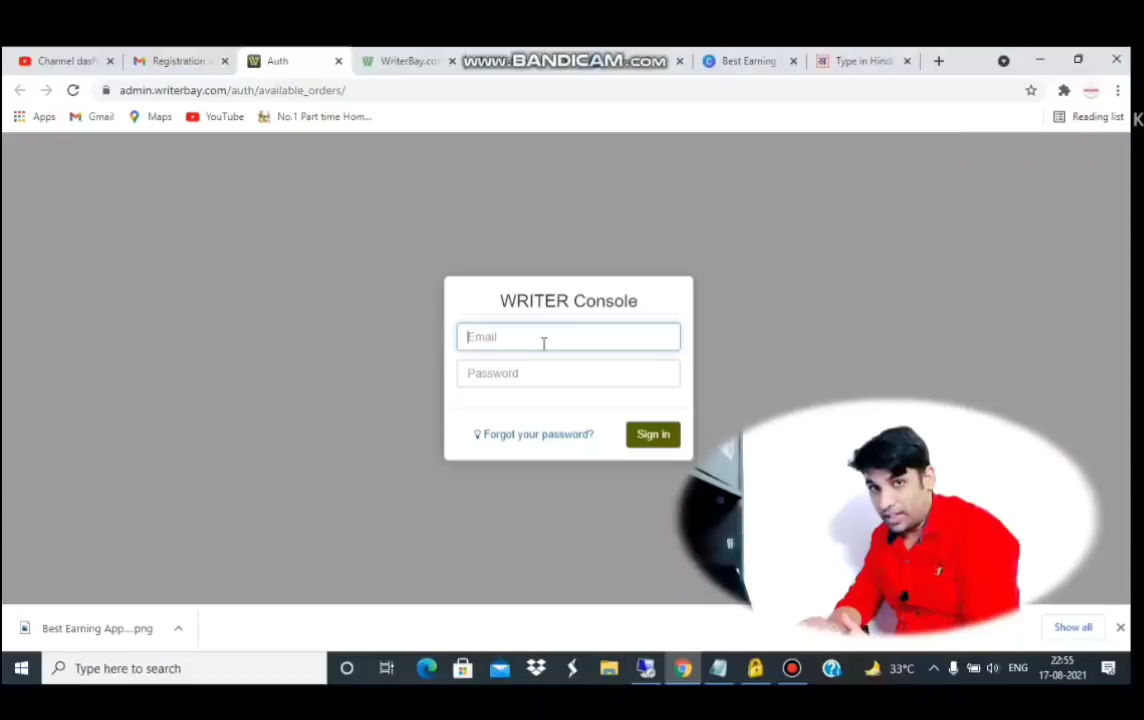 Channel dash
Registration
Auth
WriterBay.co
www.BANDICAM.com
Best Earning
Type in Hindi
admin.writerbay.com/auth/available_orders/
Apps
Gmail
Maps
YouTube
No.1 Part time Hom...
Reading list
K
WRITER Console
Email
Password
Forgot your password?
Sign in
Best Earning App....png
Show all
Type here to search
33°C
ENG
22:55
17-08-2021